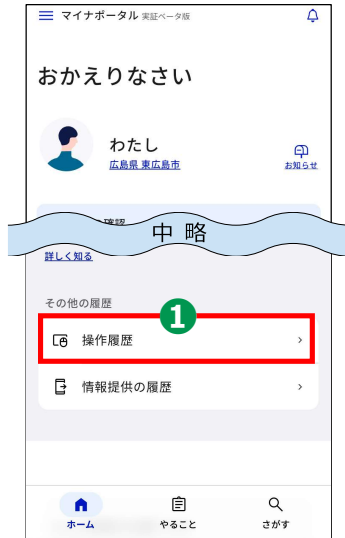 マイナポータル 実証ベータ版
おかえりなさい
わたし
広島県 東広島市
お知らせ
確認
中 略
詳しく知る
その他の履歴
1
操作履歴
情報提供の履歴
ホーム
やること
さがす